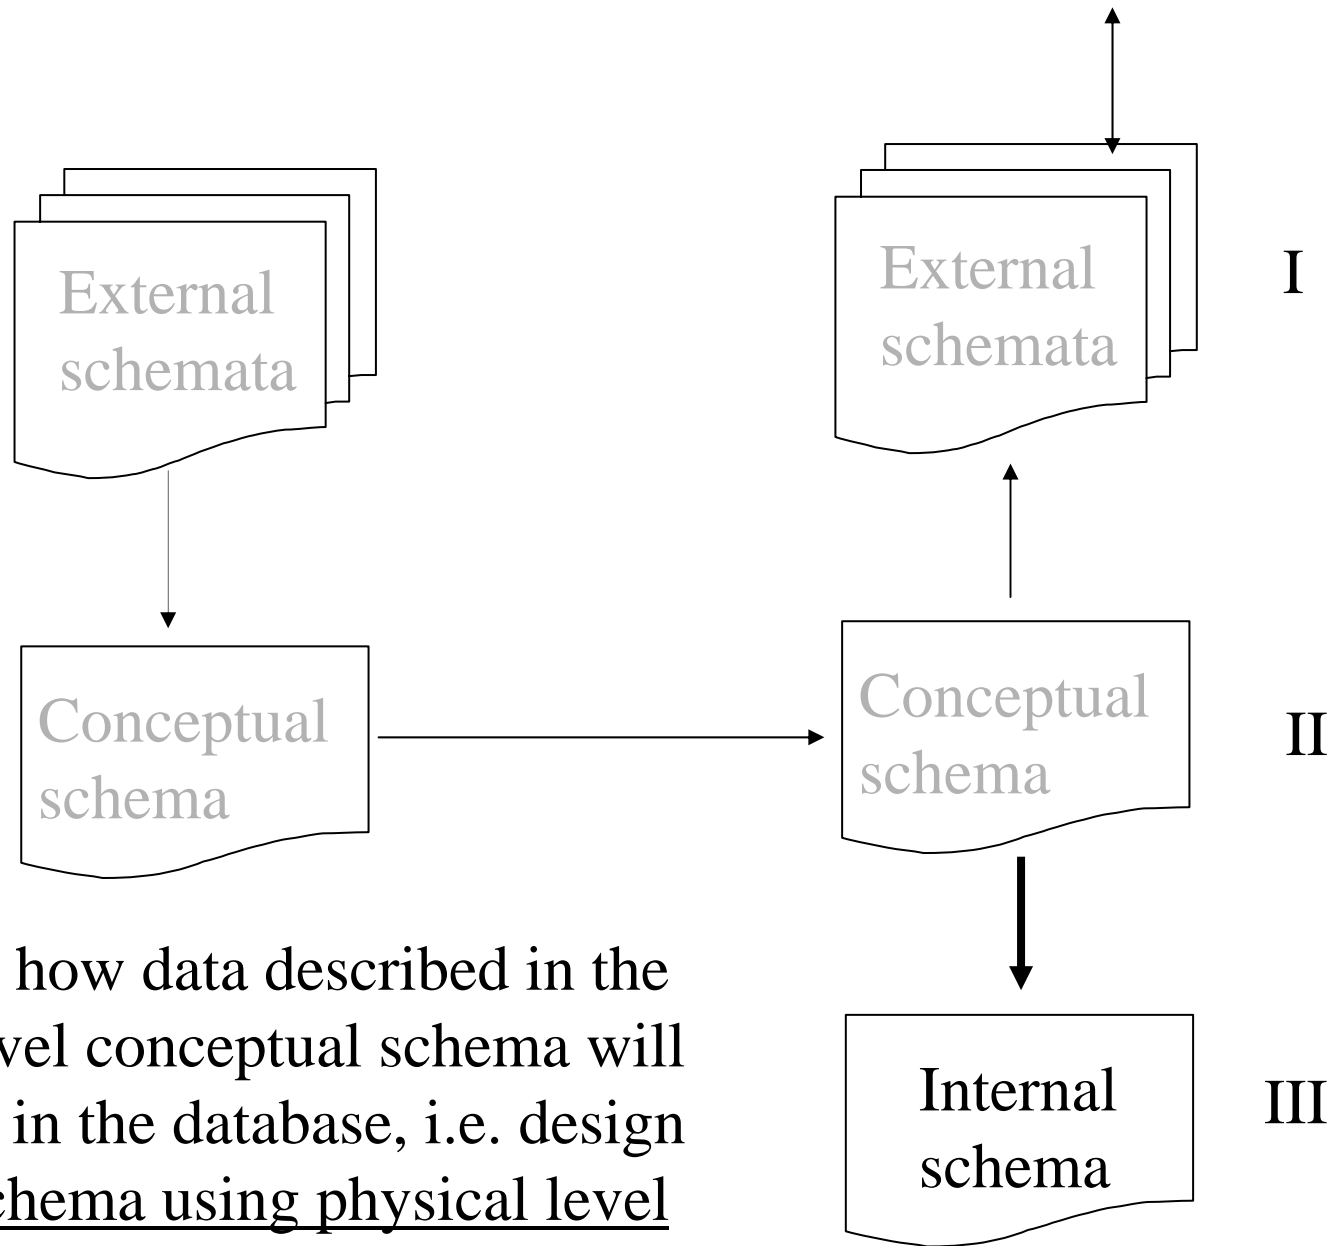 External
schemata
External
schemata
I
Conceptual
schema
Conceptual
schema
II
how data described in the
vel conceptual schema will
in the database, i.e. design
chema using physical level
Internal
schema
III